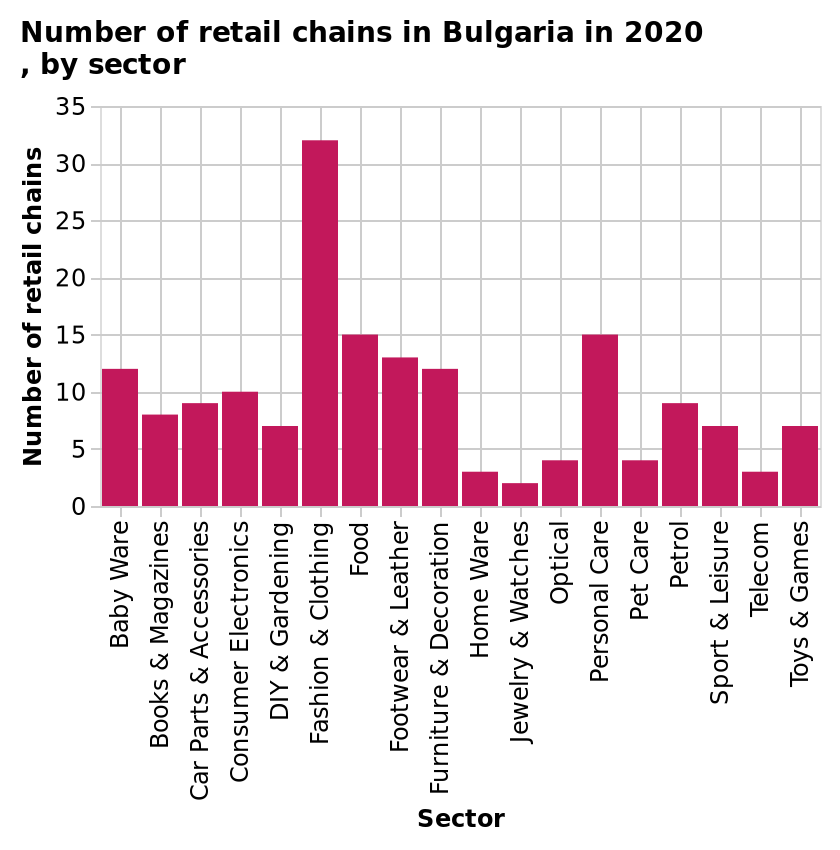 Number of retail chains in Bulgaria in 2020
, by sector
Number of retail chains
35
30
25
20
15
10
5
0
Baby Ware
Books & Magazines
Car Parts & Accessories
Consumer Electronics
DIY & Gardening
Fashion & Clothing
Food
Footwear & Leather
Furniture & Decoration
Home Ware
Jewelry & Watches
Optical
Personal Care
Pet Care
Petrol
Sport & Leisure
Telecom
Toys & Games
Sector